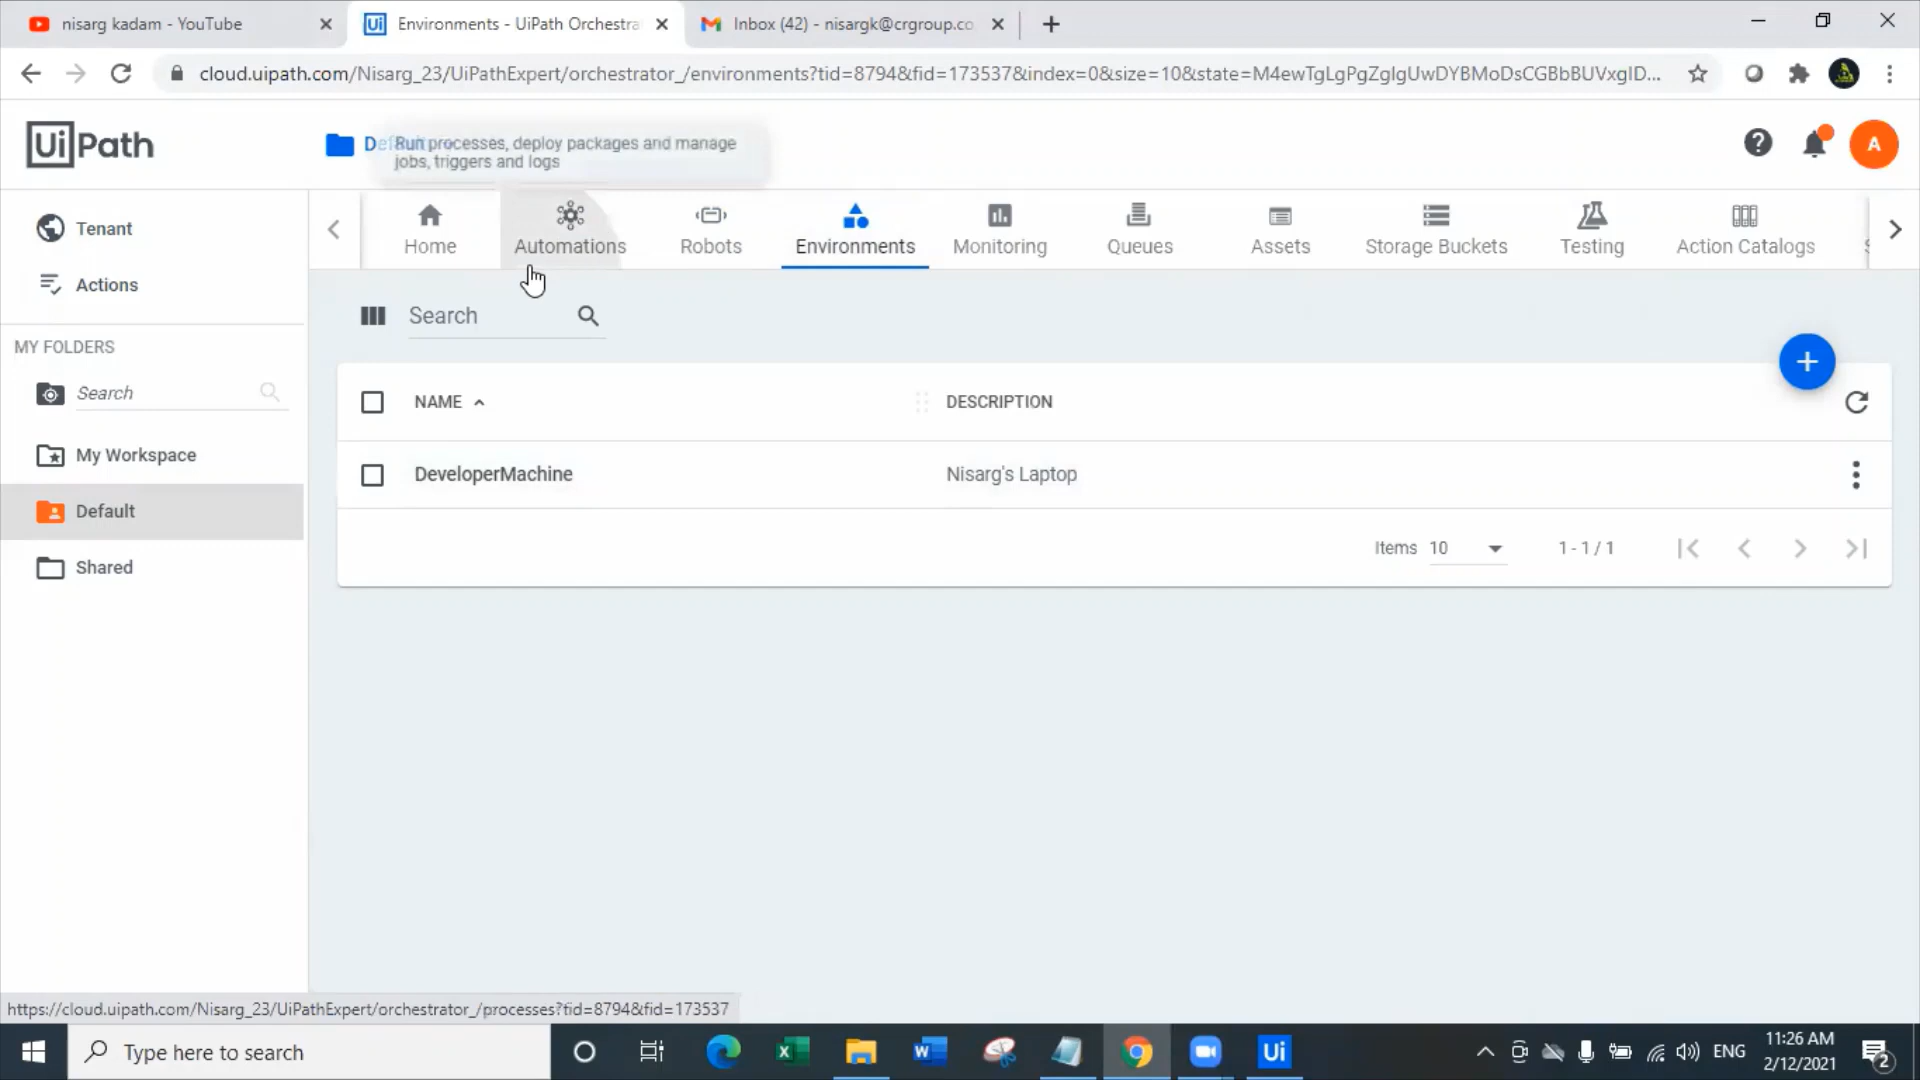 nisarg kadam - YouTube
Environments - UiPath Orchestra
Inbox (42) - nisargk@crgroup.co
cloud.uipath.com/Nisarg_23/UiPathExpert/orchestrator_/environments?tid=8794&fid=173537&index=0&size=10&state=M4ewTgLgPgZglgUwDYBMoDsCGBbBUVxgID...
UiPath
Run processes, deploy packages and manage
jobs, triggers and logs
A
Tenant
Actions
Home
Automations
Robots
Environments
Monitoring
Queues
Assets
Storage Buckets
Testing
Action Catalogs
MY FOLDERS
Search
My Workspace
Default
Shared
Search
NAME
DESCRIPTION
DeveloperMachine
Nisarg's Laptop
Items 10
1 - 1 / 1
https://cloud.uipath.com/Nisarg_23/UiPathExpert/orchestrator_/processes?tid=8794&fid=173537
Type here to search
Ui
ENG
11:26 AM
2/12/2021
2